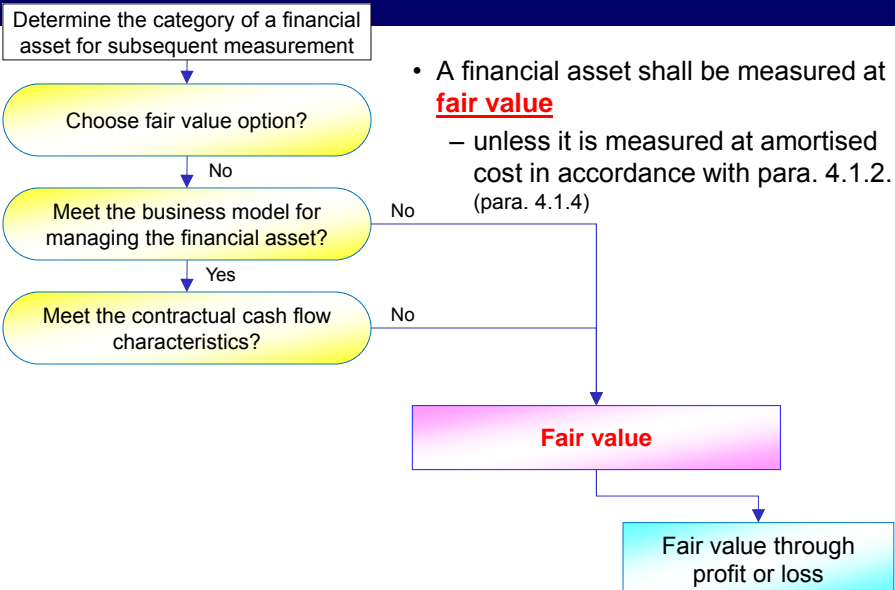 Determine the category of a financial
asset for subsequent measurement
• A financial asset shall be measured at
fair value
– unless it is measured at amortised
cost in accordance with para. 4.1.2.
(para. 4.1.4)
Choose fair value option?
No
Meet the business model for
managing the financial asset?
No
Yes
Meet the contractual cash flow
characteristics?
No
Fair value
Fair value through
profit or loss